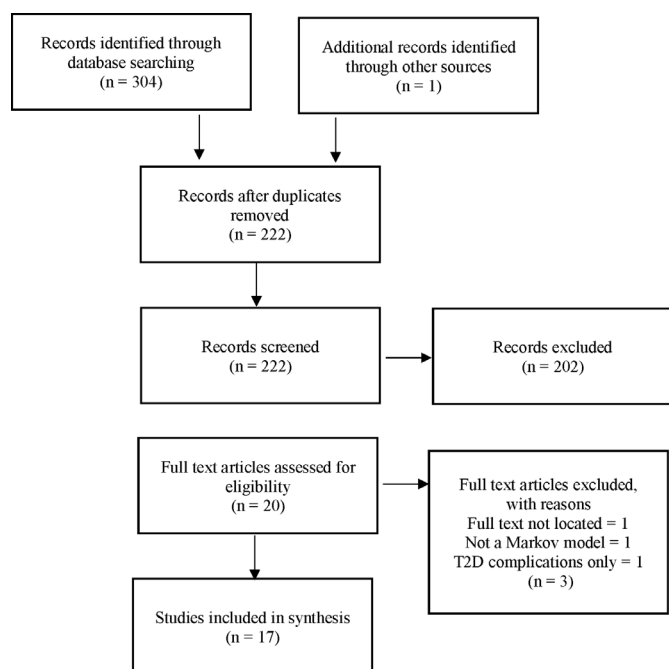 Records identified through
database searching
(n = 304)
Additional records identified
through other sources
(n = 1)
Records after duplicates
removed
(n = 222)
Records screened
(n = 222)
Records excluded
(n = 202)
Full text articles assessed for
eligibility
(n = 20)
Full text articles excluded,
with reasons
Full text not located = 1
Not a Markov model = 1
T2D complications only = 1
(n = 3)
Studies included in synthesis
(n = 17)